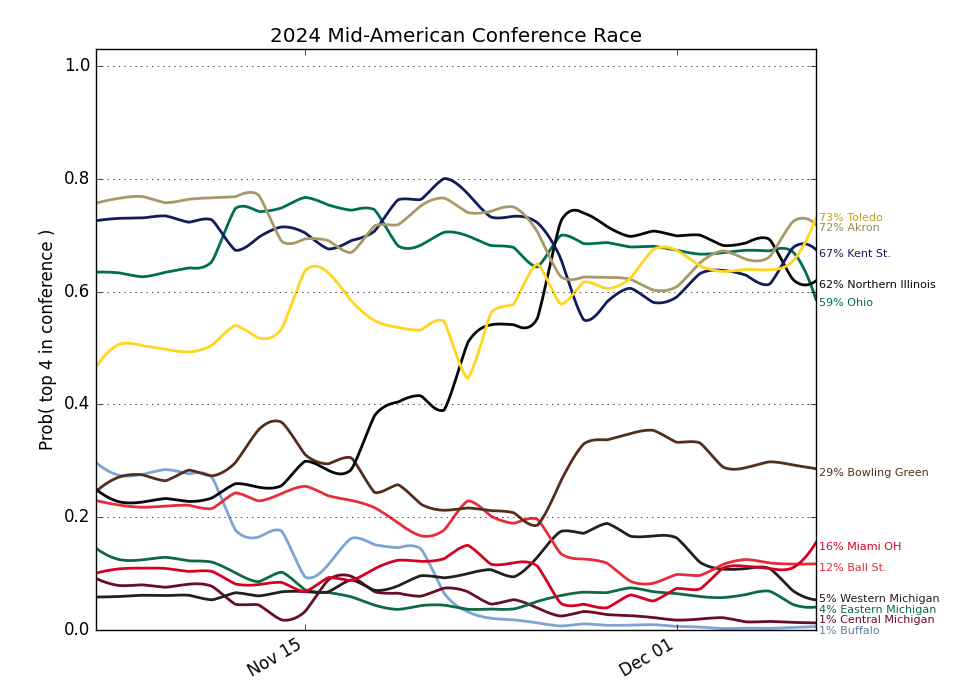 2024 Mid-American Conference Race
Prob( top 4 in conference )
1.0
0.8
0.6
0.4
0.2
0.0
Nov 15
Dec 01
73% Toledo
72% Akron
67% Kent St.
62% Northern Illinois
59% Ohio
29% Bowling Green
16% Miami OH
12% Ball St.
5% Western Michigan
4% Eastern Michigan
1% Central Michigan
1% Buffalo